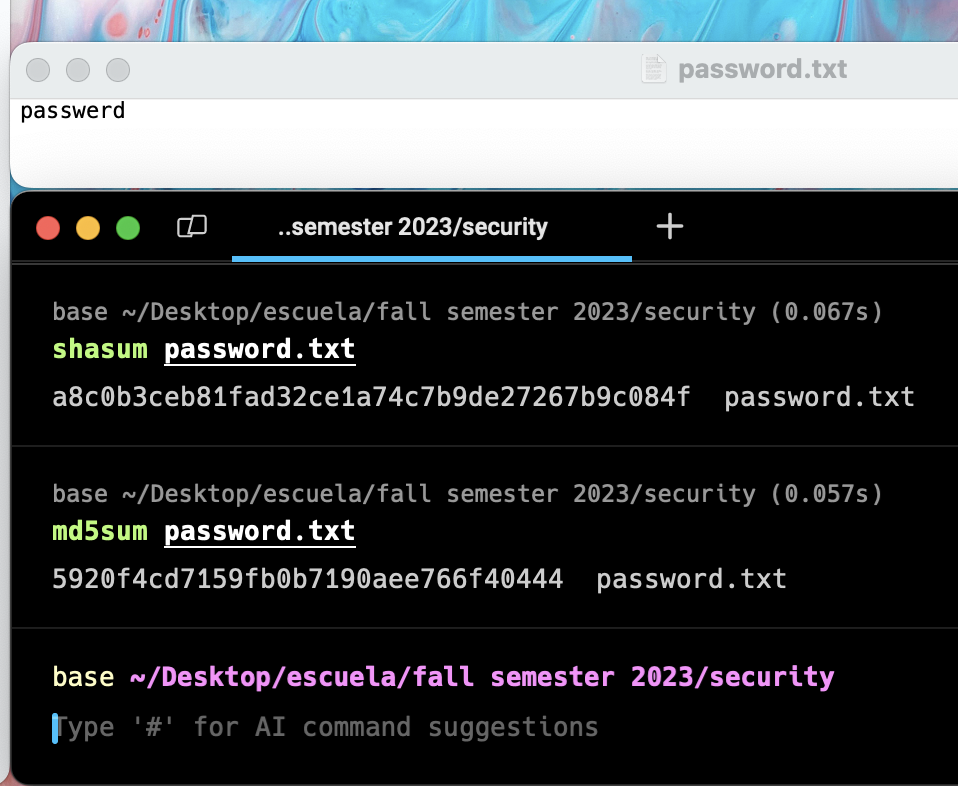 password.txt
passwerd
..semester 2023/security
base ~/Desktop/escuela/fall semester 2023/security (0.067s)
shasum password.txt
a8c0b3ceb81fad32ce1a74c7b9de27267b9c084f  password.txt
base ~/Desktop/escuela/fall semester 2023/security (0.057s)
md5sum password.txt
5920f4cd7159fb0b7190aee766f40444  password.txt
base ~/Desktop/escuela/fall semester 2023/security
Type '#' for AI command suggestions